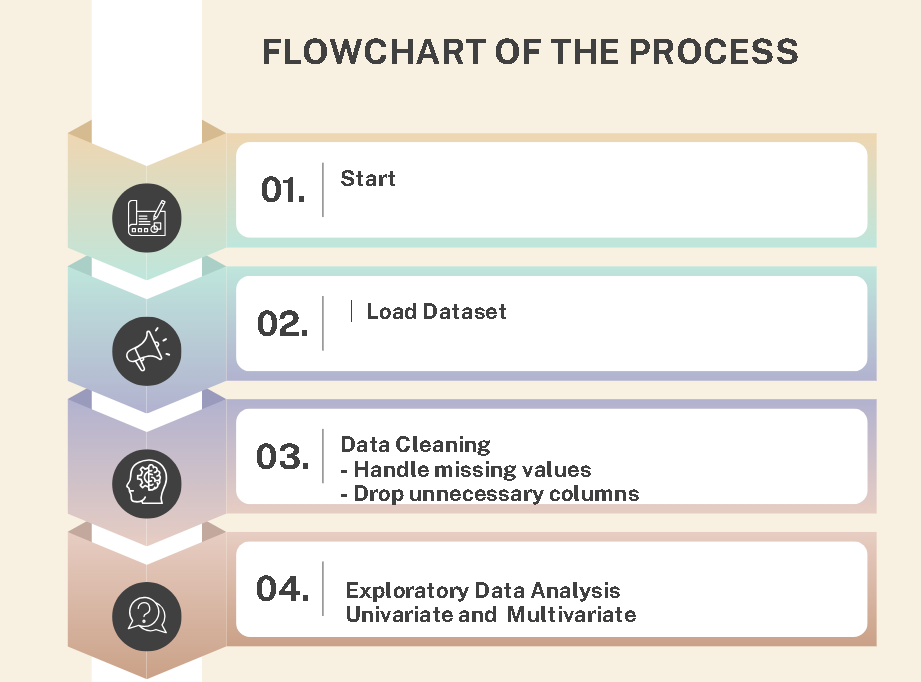 FLOWCHART OF THE PROCESS
01.
Start
02.
| Load Dataset
03.
Data Cleaning
- Handle missing values
- Drop unnecessary columns
04.
Exploratory Data Analysis
Univariate and  Multivariate